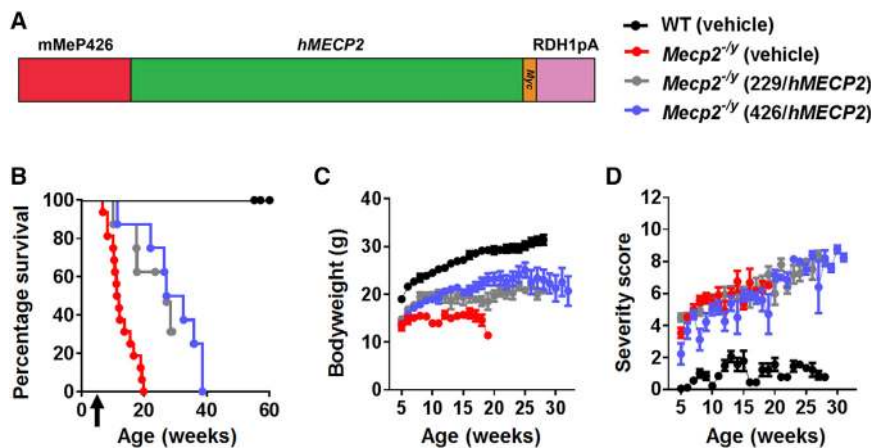 A
mMeP426 hMECP2 RDH1pA
Myc
WT (vehicle)
Mecp2-/y (vehicle)
Mecp2-/y (229/hMECP2)
Mecp2-/y (426/hMECP2)
B
Percentage survival
100
80
60
40
20
0
0 20 40 60
Age (weeks)
C
Bodyweight (g)
40
30
20
10
0
5 10 15 20 25 30
Age (weeks)
D
Severity score
12
10
8
6
4
2
0
5 10 15 20 25 30
Age (weeks)